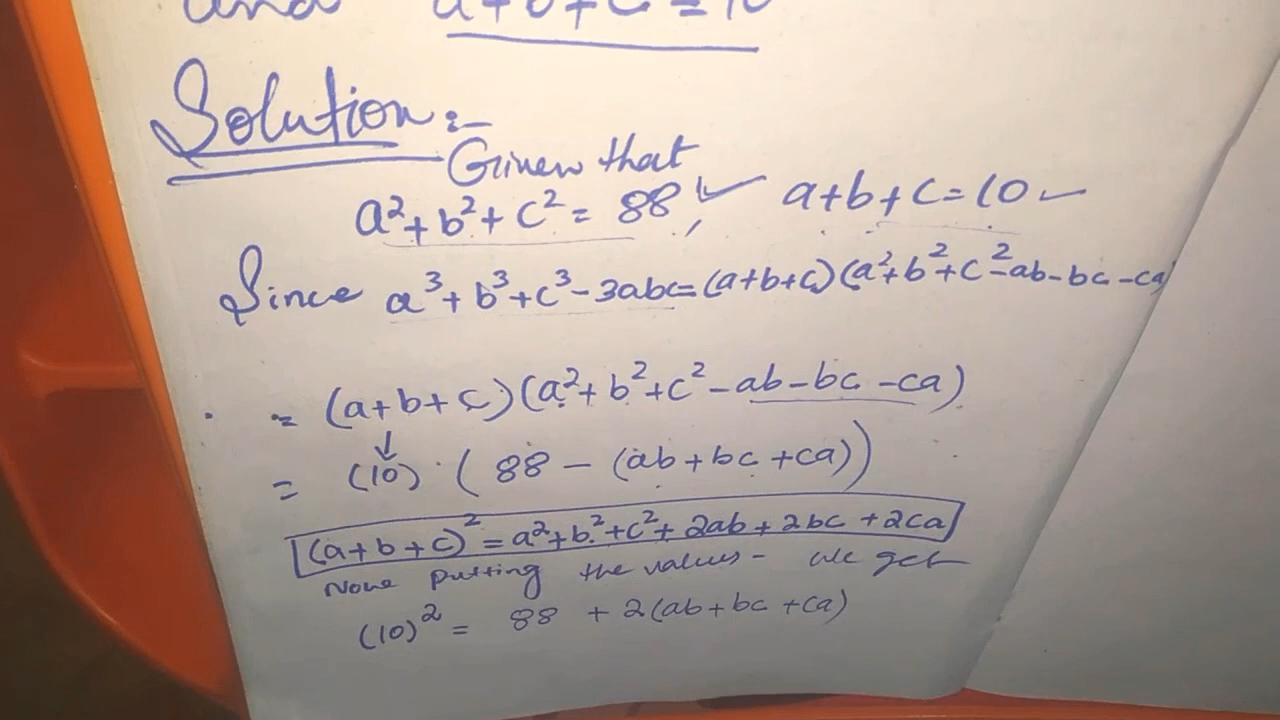 and a+b+c=10
Solution:-
Given that
a²+b²+c²= 88, a+b+c=10
Since a³+b³+c³-3abc=(a+b+c)(a²+b²+c²-ab-bc-ca)
= (a+b+c)(a²+b²+c²-ab-bc-ca)
= (10) · (88-(ab+bc+ca))
(a+b+c)²=a²+b²+c²+2ab+2bc+2ca
Now putting the values- we get
(10)² = 88 + 2(ab+bc+ca)